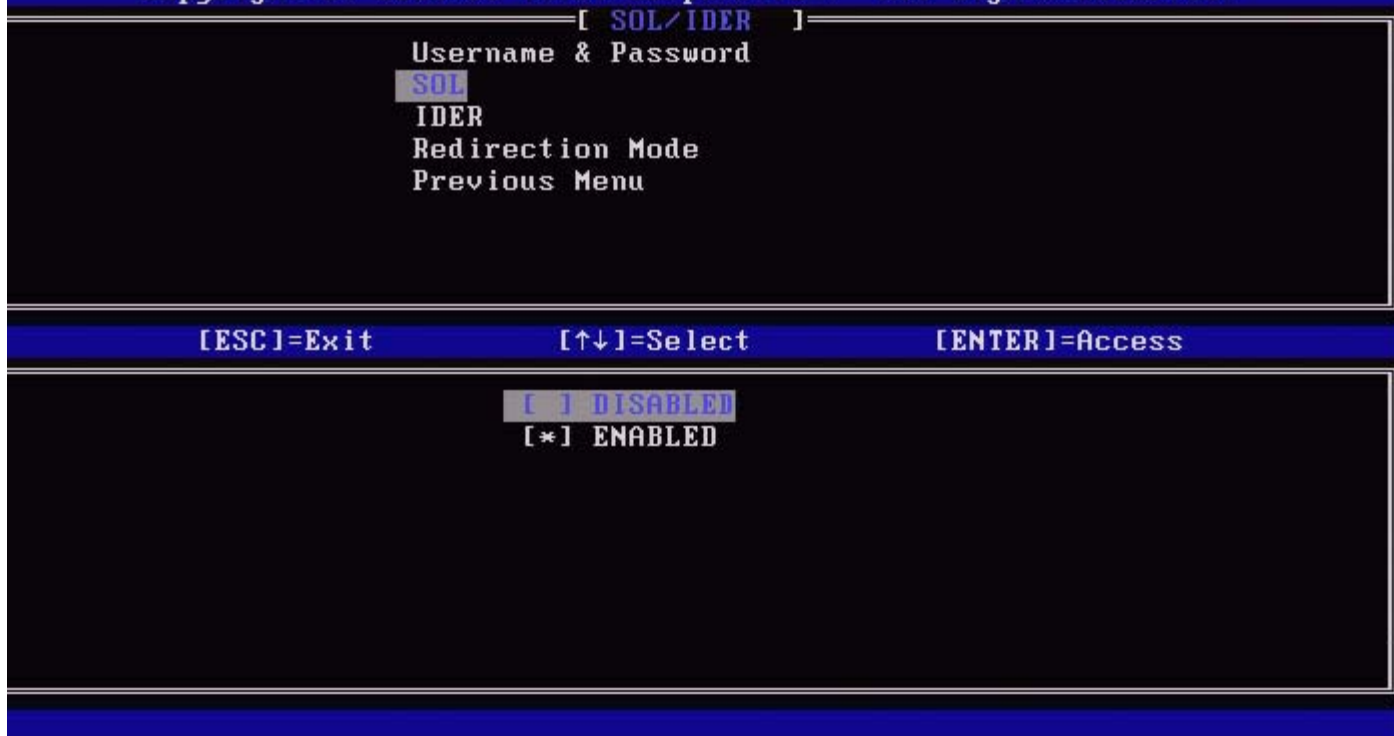 [ SOL/IDER ]
Username & Password
SOL
IDER
Redirection Mode
Previous Menu
[ESC]=Exit [↑↓]=Select [ENTER]=Access
[ ] DISABLED
[*] ENABLED